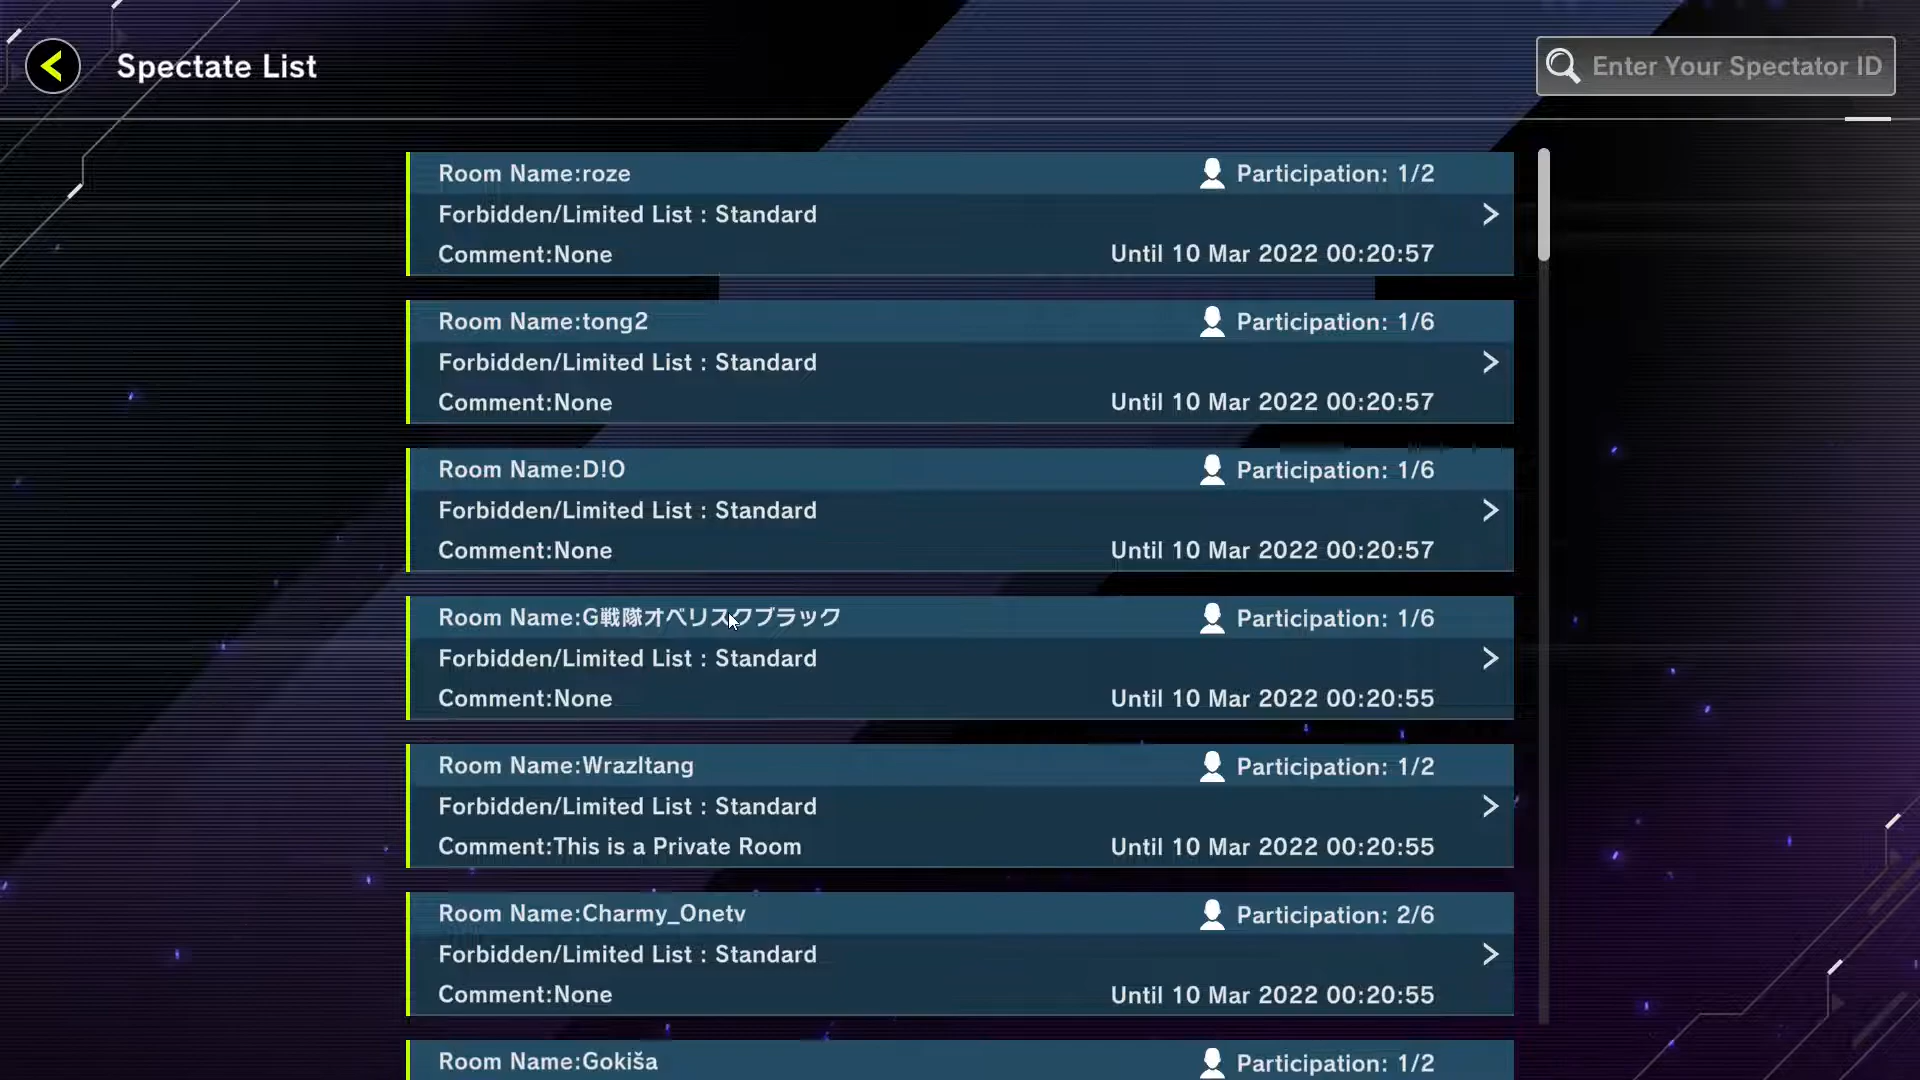 Spectate List
Enter Your Spectator ID
Room Name:roze
Participation: 1/2
Forbidden/Limited List : Standard
Comment:None
Until 10 Mar 2022 00:20:57
Room Name:tong2
Participation: 1/6
Forbidden/Limited List : Standard
Comment:None
Until 10 Mar 2022 00:20:57
Room Name:D!O
Participation: 1/6
Forbidden/Limited List : Standard
Comment:None
Until 10 Mar 2022 00:20:57
Room Name:G戦隊オベリスクブラック
Participation: 1/6
Forbidden/Limited List : Standard
Comment:None
Until 10 Mar 2022 00:20:55
Room Name:Wrazltang
Participation: 1/2
Forbidden/Limited List : Standard
Comment:This is a Private Room
Until 10 Mar 2022 00:20:55
Room Name:Charmy_Onetv
Participation: 2/6
Forbidden/Limited List : Standard
Comment:None
Until 10 Mar 2022 00:20:55
Room Name:Gokiša
Participation: 1/2